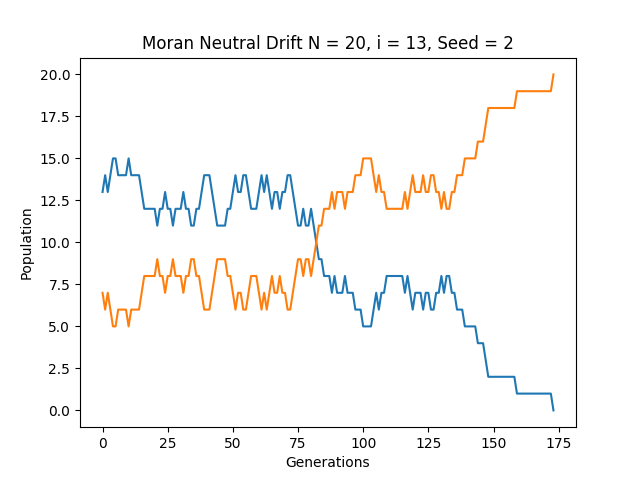 Moran Neutral Drift N = 20, i = 13, Seed = 2
20.0
17.5
15.0
12.5
10.0
7.5
5.0
2.5
0.0
Population
0 25 50 75 100 125 150 175
Generations